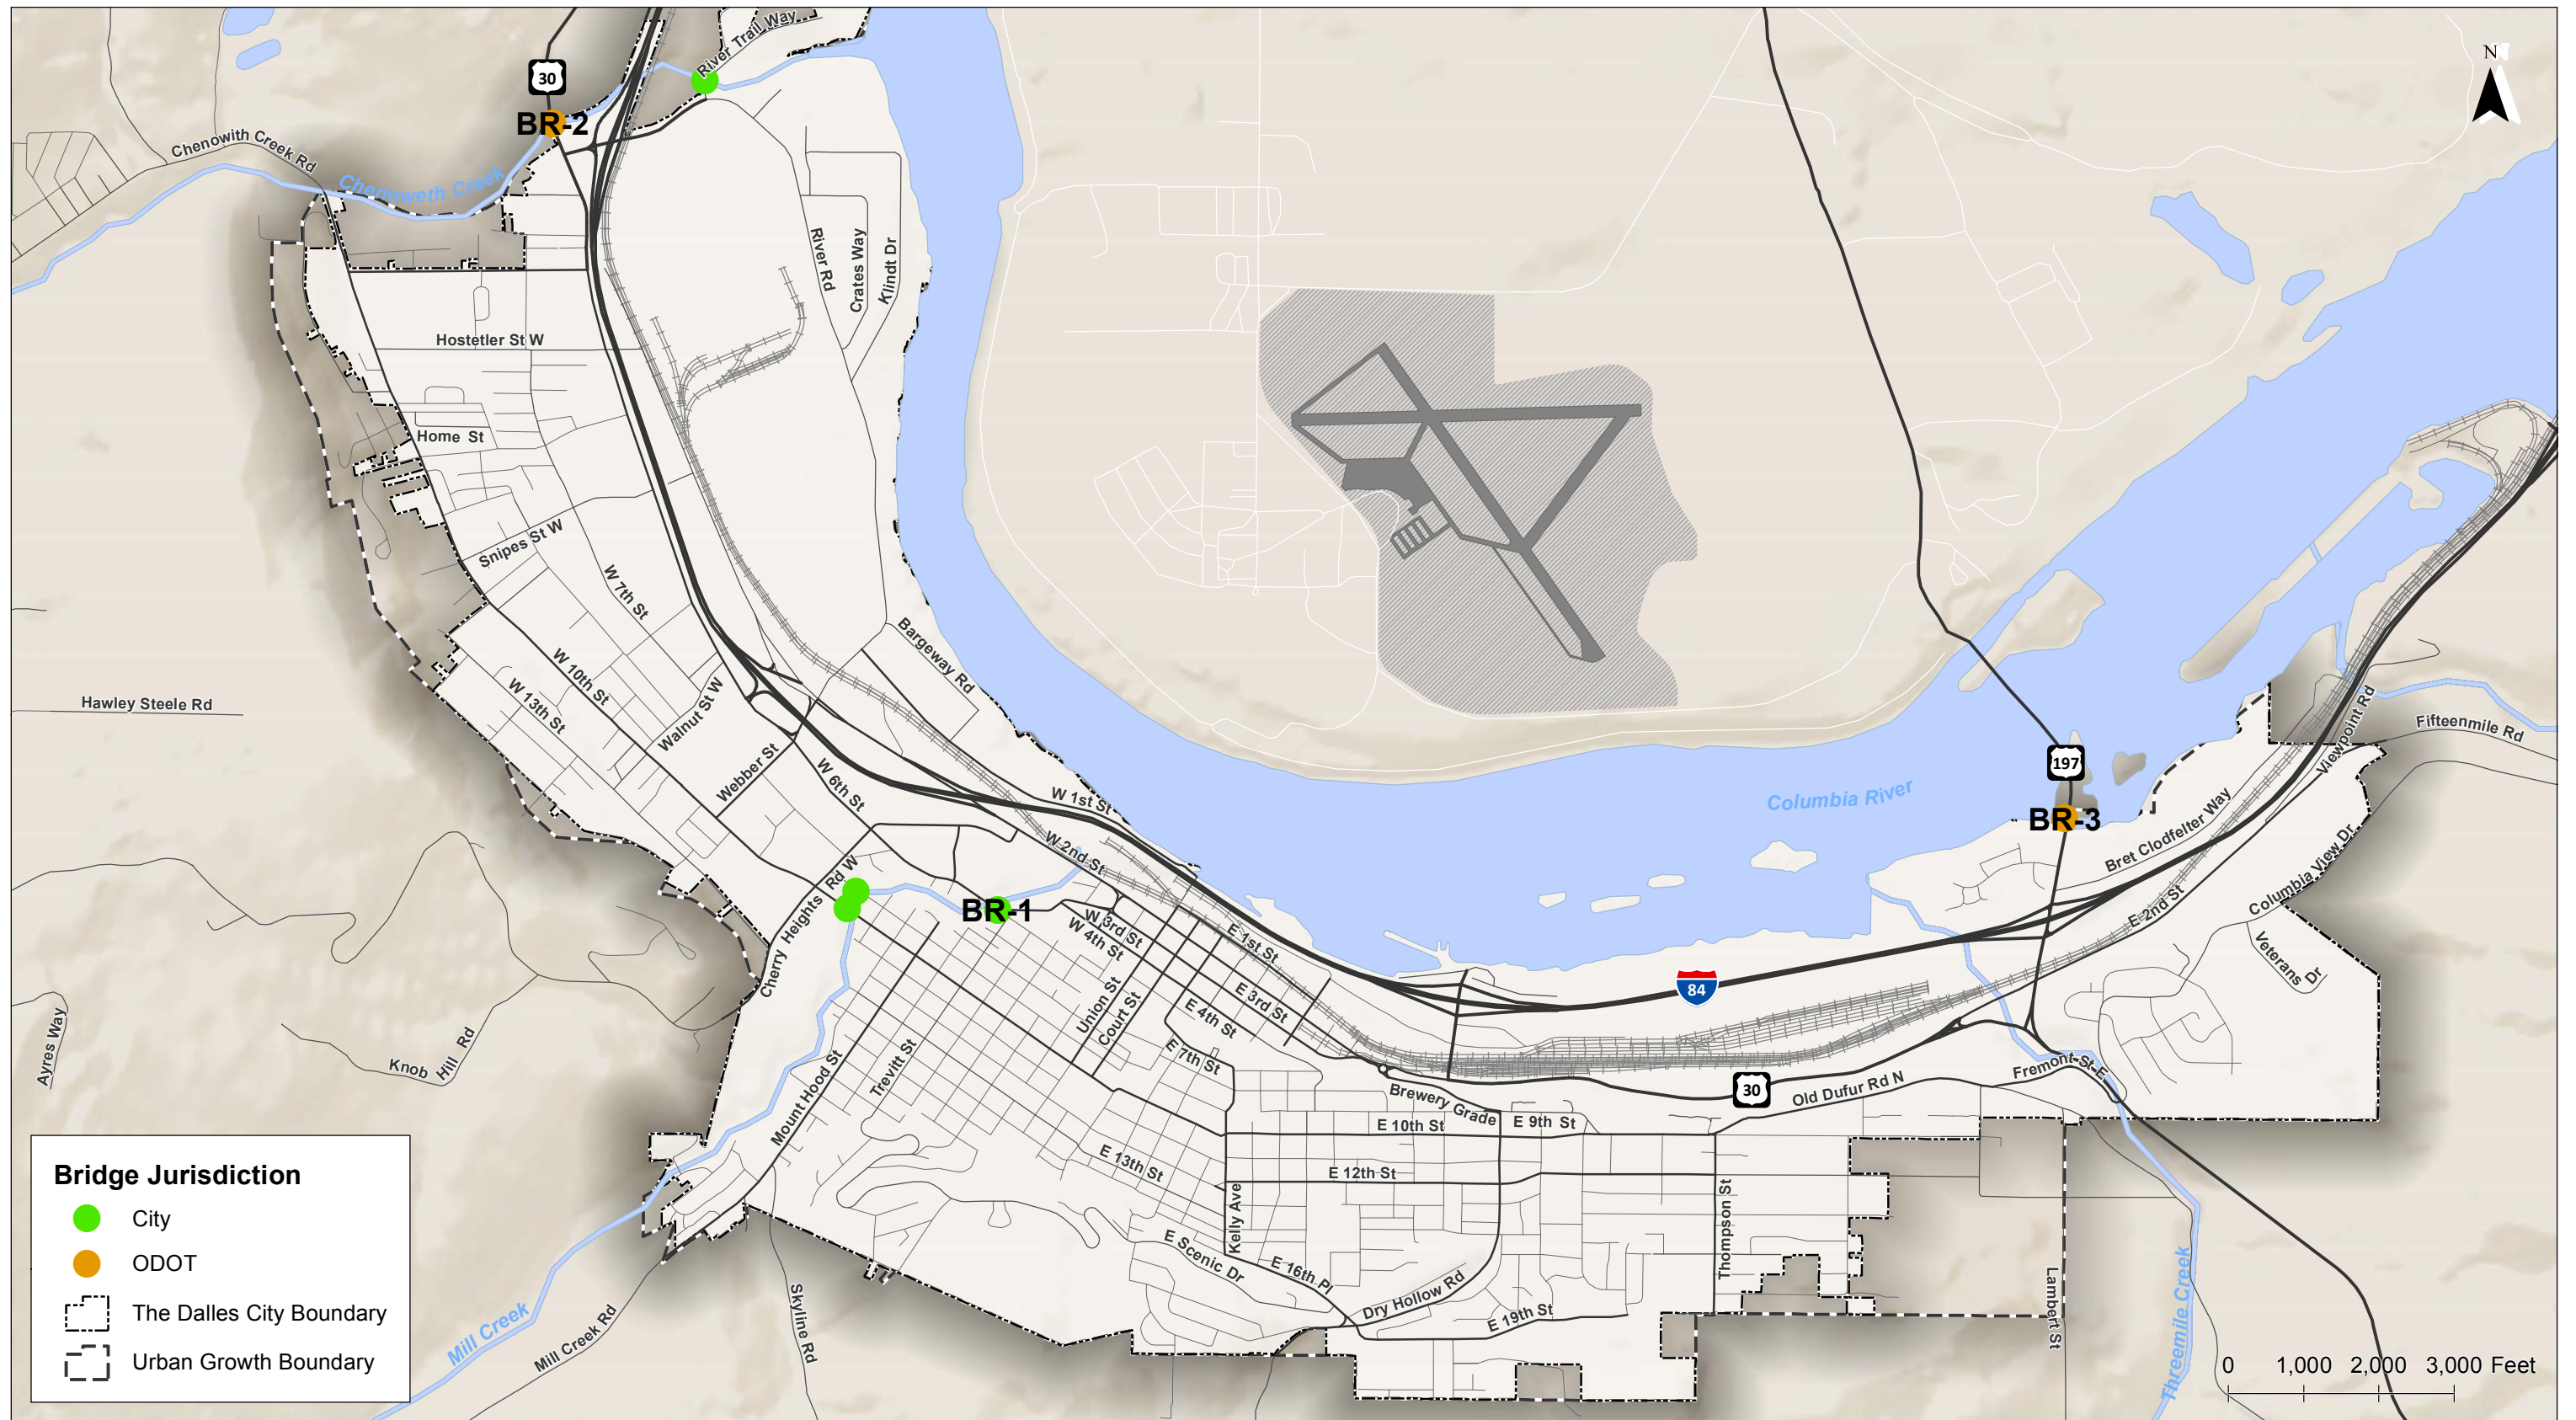 River Trail Way
N
30
BR-2
Chenowith Creek Rd
Chenoweth Creek
River Rd
Crates Way
Klindt Dr
Hostetler St W
Home St
Snipes St W
W 7th St
Bargeway Rd
W 10th St
W 13th St
Walnut St W
Hawley Steele Rd
Webber St
W 6th St
W 1st St
W 2nd St
Columbia River
197
BR-3
Viewpoint Rd
Fifteenmile Rd
Bret Clodfelter Way
Columbia View Dr
E 2nd St
Veterans Dr
Cherry Heights Rd W
BR-1
W 3rd St
W 4th St
E 1st St
E 3rd St
E 4th St
Union St
Court St
E 7th St
84
30
Brewery Grade
Old Dufur Rd N
Fremont St E
Ayres Way
Knob Hill Rd
Mount Hood St
Trevitt St
E 9th St
E 10th St
E 12th St
E 13th St
Kelly Ave
Thompson St
E Scenic Dr
E 16th Pl
Dry Hollow Rd
E 19th St
Lambert St
Threemile Creek
Skyline Rd
Mill Creek Rd
Mill Creek
Bridge Jurisdiction
City
ODOT
The Dalles City Boundary
Urban Growth Boundary
0 1,000 2,000 3,000 Feet